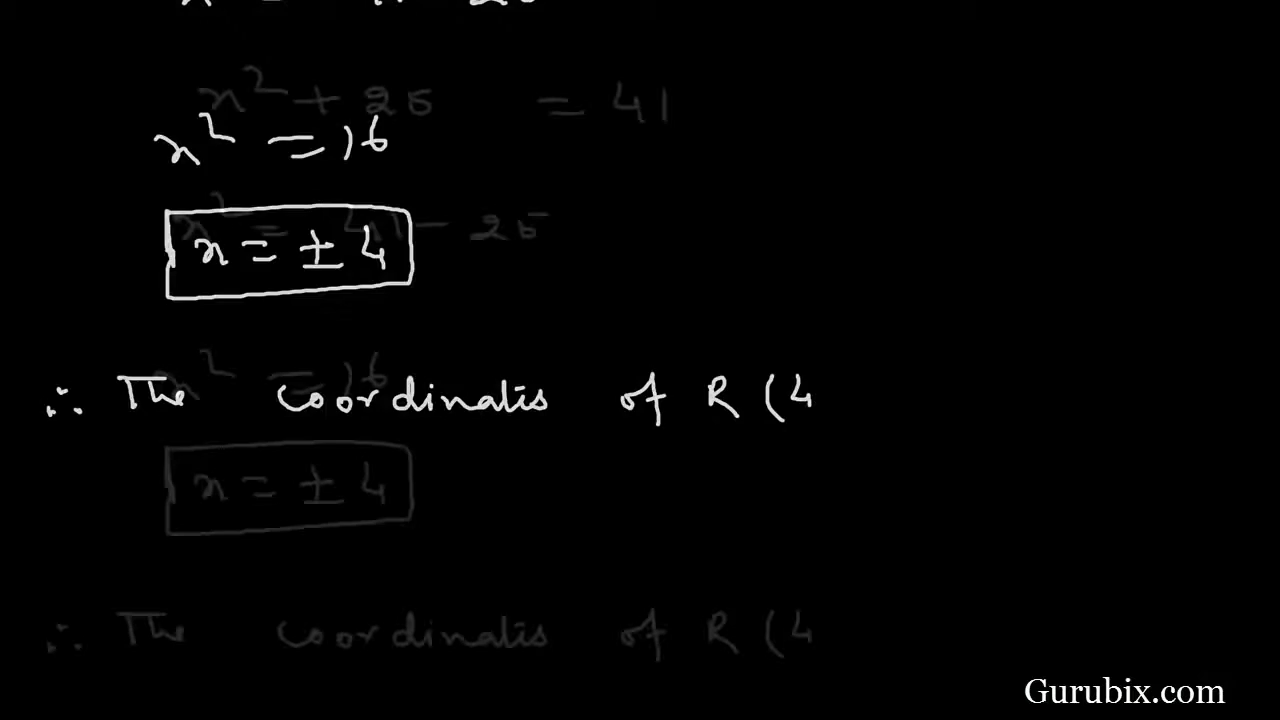 x² + 25 = 41
x² = 16
x² = 41 - 25
x = ± 4
x² = 16
∴ The coordinates of R (4
x = ± 4
∴ The coordinates of R (4
Gurubix.com